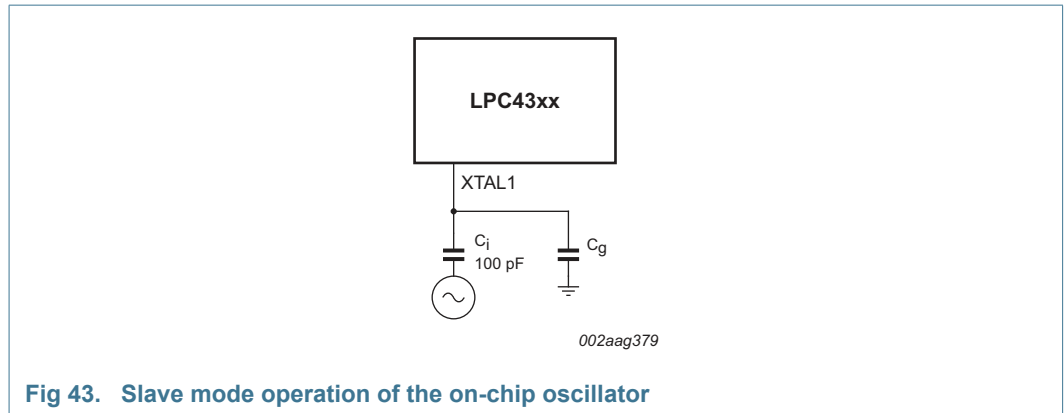 LPC43xx
XTAL1
Ci
100 pF
Cg
002aag379
Fig 43. Slave mode operation of the on-chip oscillator